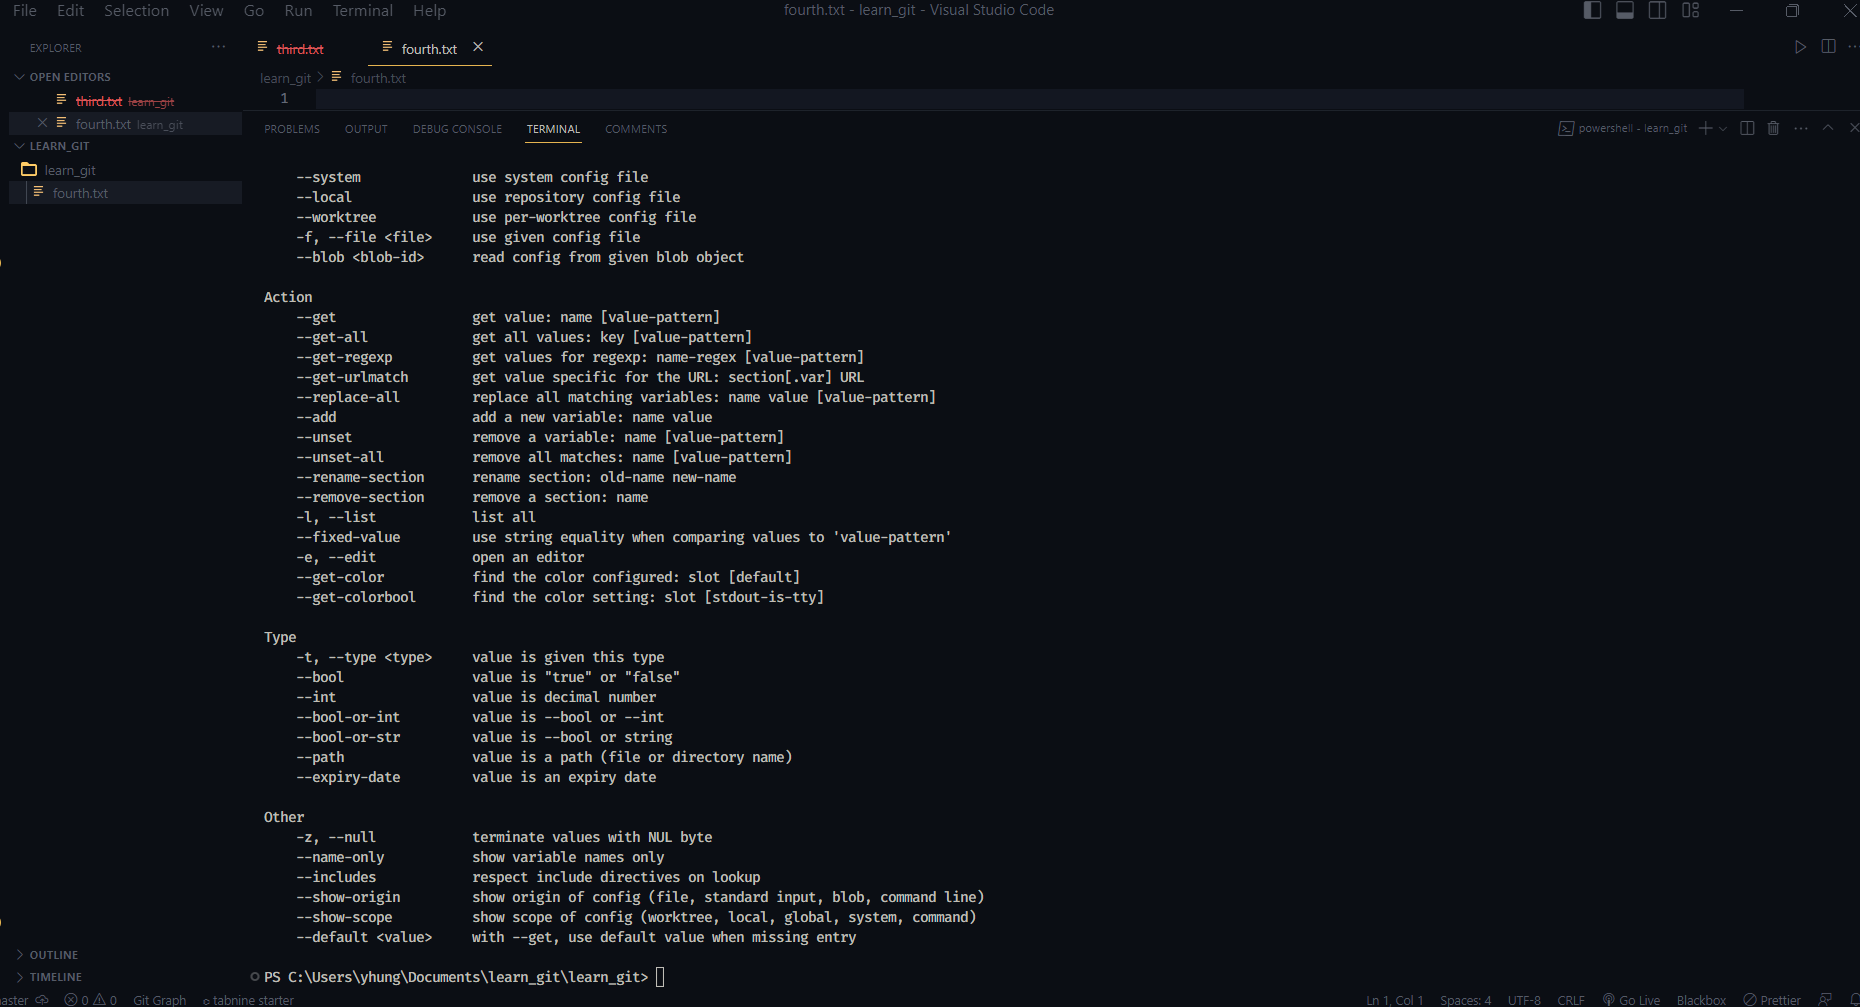 File Edit Selection View Go Run Terminal Help
fourth.txt - learn_git - Visual Studio Code
EXPLORER
OPEN EDITORS
third.txt learn_git
fourth.txt learn_git
LEARN_GIT
learn_git
fourth.txt
OUTLINE
TIMELINE
third.txt fourth.txt
learn_git > fourth.txt
1
PROBLEMS OUTPUT DEBUG CONSOLE TERMINAL COMMENTS
powershell - learn_git
--system use system config file
--local use repository config file
--worktree use per-worktree config file
-f, --file <file> use given config file
--blob <blob-id> read config from given blob object
Action
--get get value: name [value-pattern]
--get-all get all values: key [value-pattern]
--get-regexp get values for regexp: name-regex [value-pattern]
--get-urlmatch get value specific for the URL: section[.var] URL
--replace-all replace all matching variables: name value [value-pattern]
--add add a new variable: name value
--unset remove a variable: name [value-pattern]
--unset-all remove all matches: name [value-pattern]
--rename-section rename section: old-name new-name
--remove-section remove a section: name
-l, --list list all
--fixed-value use string equality when comparing values to 'value-pattern'
-e, --edit open an editor
--get-color find the color configured: slot [default]
--get-colorbool find the color setting: slot [stdout-is-tty]
Type
-t, --type <type> value is given this type
--bool value is "true" or "false"
--int value is decimal number
--bool-or-int value is --bool or --int
--bool-or-str value is --bool or string
--path value is a path (file or directory name)
--expiry-date value is an expiry date
Other
-z, --null terminate values with NUL byte
--name-only show variable names only
--includes respect include directives on lookup
--show-origin show origin of config (file, standard input, blob, command line)
--show-scope show scope of config (worktree, local, global, system, command)
--default <value> with --get, use default value when missing entry
PS C:\Users\yhung\Documents\learn_git\learn_git>
aster 0 0 Git Graph tabnine starter
Ln 1, Col 1 Spaces: 4 UTF-8 CRLF Go Live Blackbox Prettier